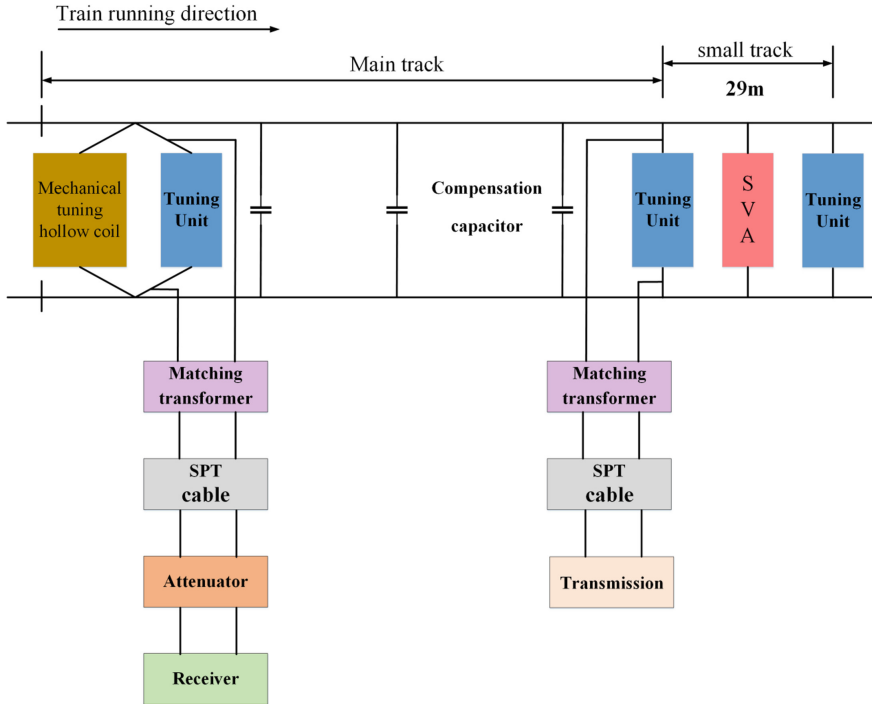 Train running direction
Main track
small track
29m
Mechanical
tuning
hollow coil
Tuning
Unit
Compensation
capacitor
Tuning
Unit
S
V
A
Tuning
Unit
Matching
transformer
Matching
transformer
SPT
cable
SPT
cable
Attenuator
Transmission
Receiver